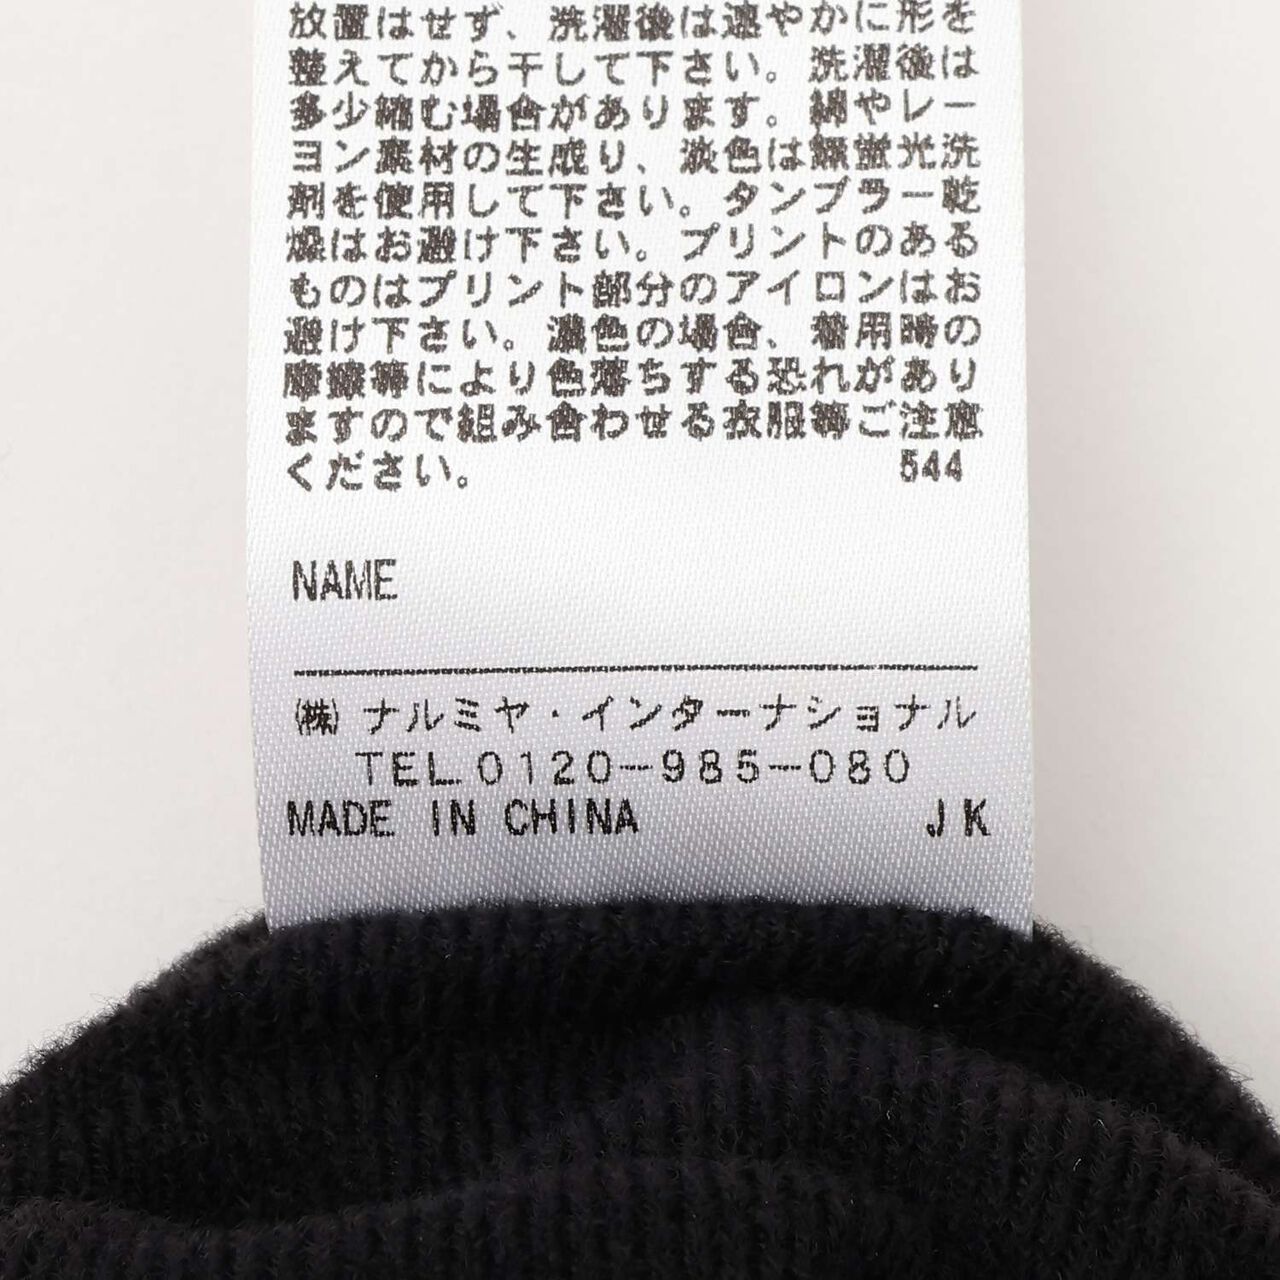 放置はせず、洗濯後は速やかに形を
整えてから干して下さい。洗濯後は
多少縮む場合があります。綿やレー
ヨン素材の生成り、淡色は無蛍光洗
剤を使用して下さい。タンブラー乾
燥はお避け下さい。プリントのある
ものはプリント部分のアイロンはお
避け下さい。濃色の場合、着用時の
摩擦等により色落ちする恐れがあり
ますので組み合わせる衣服等ご注意
ください。 544
NAME
㈱ ナルミヤ・インターナショナル
TEL.0120-985-080
MADE IN CHINA JK